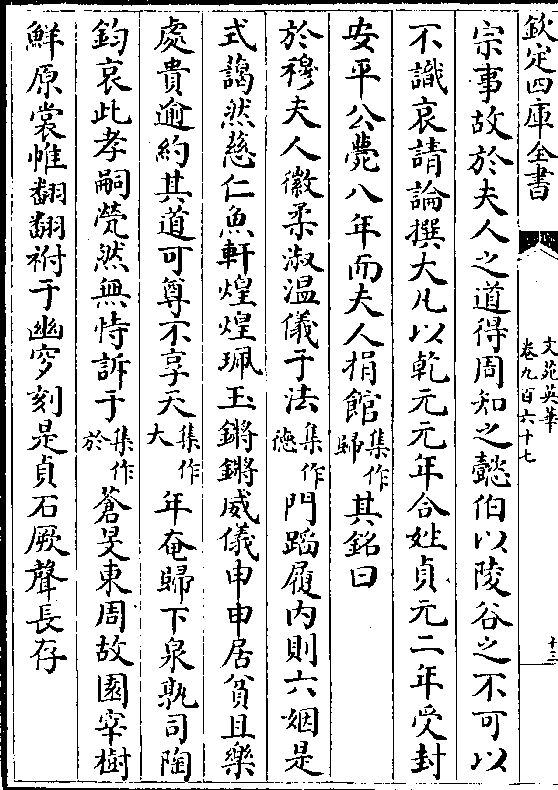 欽定四庫全書
文苑英華
卷九百六十七
十三
宗事故於夫人之道得周知之懿伯以陵谷之不可以
不識哀請論撰大凡以乾元元年合姓貞元二年受封
安平公薨八年而夫人捐館集作歸其銘曰
於穆夫人徽柔淑温儀于法集作德門蹈履内則六姻是
式藹然慈仁魚軒煌煌珮玉鏘鏘威儀申申居貧且樂
處貴逾約其道可尊不享天集作大年奄歸下泉孰司陶
鈞哀此孝嗣煢然無恃訴于集作於蒼旻東周故園宰樹
鮮原裳帷翻翻祔于幽穸刻是貞石厥聲長存